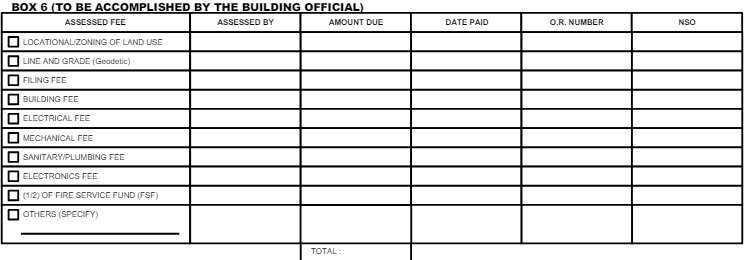 BOX 6 (TO BE ACCOMPLISHED BY THE BUILDING OFFICIAL)
ASSESSED FEE ASSESSED BY AMOUNT DUE DATE PAID O.R. NUMBER NSO
LOCATIONAL/ZONING OF LAND USE
LINE AND GRADE (Geodetic)
FILING FEE
BUILDING FEE
ELECTRICAL FEE
MECHANICAL FEE
SANITARY/PLUMBING FEE
ELECTRONICS FEE
(1/2) OF FIRE SERVICE FUND (FSF)
OTHERS (SPECIFY)
TOTAL :